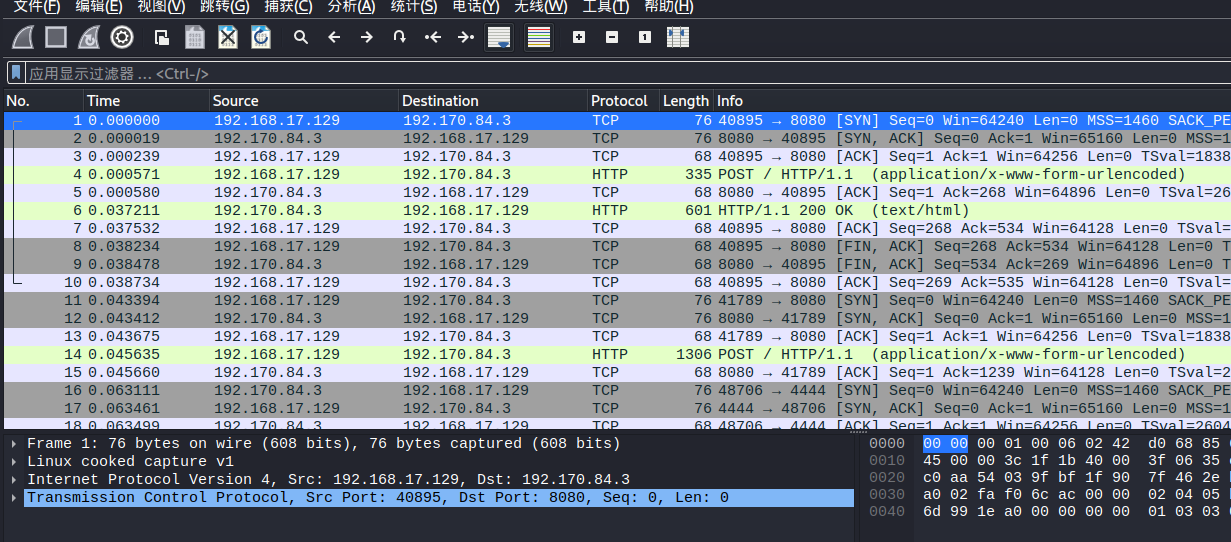 文件(F) 编辑(E) 视图(V) 跳转(G) 捕获(C) 分析(A) 统计(S) 电话(Y) 无线(W) 工具(T) 帮助(H)
应用显示过滤器 … <Ctrl-/>
No. Time Source Destination Protocol Length Info
1 0.000000 192.168.17.129 192.170.84.3 TCP 76 40895 → 8080 [SYN] Seq=0 Win=64240 Len=0 MSS=1460 SACK_PE
2 0.000019 192.170.84.3 192.168.17.129 TCP 76 8080 → 40895 [SYN, ACK] Seq=0 Ack=1 Win=65160 Len=0 MSS=1
3 0.000239 192.168.17.129 192.170.84.3 TCP 68 40895 → 8080 [ACK] Seq=1 Ack=1 Win=64256 Len=0 TSval=1838
4 0.000571 192.168.17.129 192.170.84.3 HTTP 335 POST / HTTP/1.1 (application/x-www-form-urlencoded)
5 0.000580 192.170.84.3 192.168.17.129 TCP 68 8080 → 40895 [ACK] Seq=1 Ack=268 Win=64896 Len=0 TSval=26
6 0.037211 192.170.84.3 192.168.17.129 HTTP 601 HTTP/1.1 200 OK (text/html)
7 0.037532 192.168.17.129 192.170.84.3 TCP 68 40895 → 8080 [ACK] Seq=268 Ack=534 Win=64128 Len=0 TSval=
8 0.038234 192.168.17.129 192.170.84.3 TCP 68 40895 → 8080 [FIN, ACK] Seq=268 Ack=534 Win=64128 Len=0 T
9 0.038478 192.170.84.3 192.168.17.129 TCP 68 8080 → 40895 [FIN, ACK] Seq=534 Ack=269 Win=64896 Len=0 T
10 0.038734 192.168.17.129 192.170.84.3 TCP 68 40895 → 8080 [ACK] Seq=269 Ack=535 Win=64128 Len=0 TSval=
11 0.043394 192.168.17.129 192.170.84.3 TCP 76 41789 → 8080 [SYN] Seq=0 Win=64240 Len=0 MSS=1460 SACK_PE
12 0.043412 192.170.84.3 192.168.17.129 TCP 76 8080 → 41789 [SYN, ACK] Seq=0 Ack=1 Win=65160 Len=0 MSS=1
13 0.043675 192.168.17.129 192.170.84.3 TCP 68 41789 → 8080 [ACK] Seq=1 Ack=1 Win=64256 Len=0 TSval=1838
14 0.045635 192.168.17.129 192.170.84.3 HTTP 1306 POST / HTTP/1.1 (application/x-www-form-urlencoded)
15 0.045660 192.170.84.3 192.168.17.129 TCP 68 8080 → 41789 [ACK] Seq=1 Ack=1239 Win=64128 Len=0 TSval=2
16 0.063111 192.170.84.3 192.168.17.129 TCP 76 48706 → 4444 [SYN] Seq=0 Win=64240 Len=0 MSS=1460 SACK_PE
17 0.063461 192.168.17.129 192.170.84.3 TCP 76 4444 → 48706 [SYN, ACK] Seq=0 Ack=1 Win=65160 Len=0 MSS=1
18 0.063499 192.170.84.3 192.168.17.129 TCP 68 48706 → 4444 [ACK] Seq=1 Ack=1 Win=64256 Len=0 TSval=2604
Frame 1: 76 bytes on wire (608 bits), 76 bytes captured (608 bits)
Linux cooked capture v1
Internet Protocol Version 4, Src: 192.168.17.129, Dst: 192.170.84.3
Transmission Control Protocol, Src Port: 40895, Dst Port: 8080, Seq: 0, Len: 0
0000 00 00 00 01 00 06 02 42 d0 68 85
0010 45 00 00 3c 1f 1b 40 00 3f 06 35
0020 c0 aa 54 03 9f bf 1f 90 7f 46 2e
0030 a0 02 fa f0 6c ac 00 00 02 04 05
0040 6d 99 1e a0 00 00 00 00 01 03 03